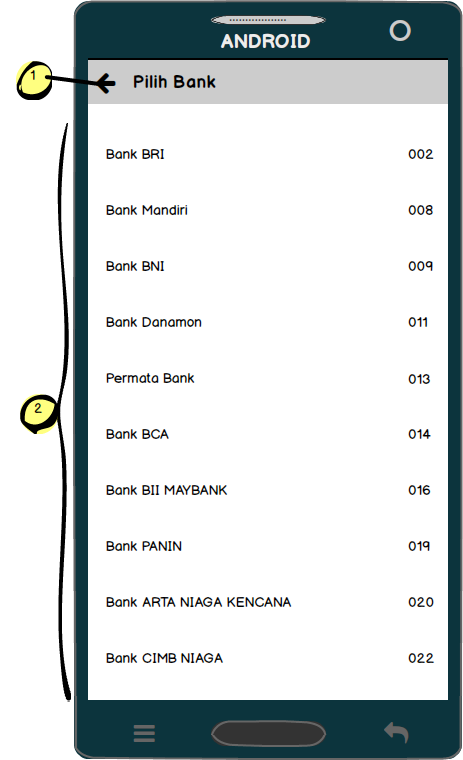 ANDROID
1
Pilih Bank
Bank BRI 002
Bank Mandiri 008
Bank BNI 009
Bank Danamon 011
Permata Bank 013
2
Bank BCA 014
Bank BII MAYBANK 016
Bank PANIN 019
Bank ARTA NIAGA KENCANA 020
Bank CIMB NIAGA 022